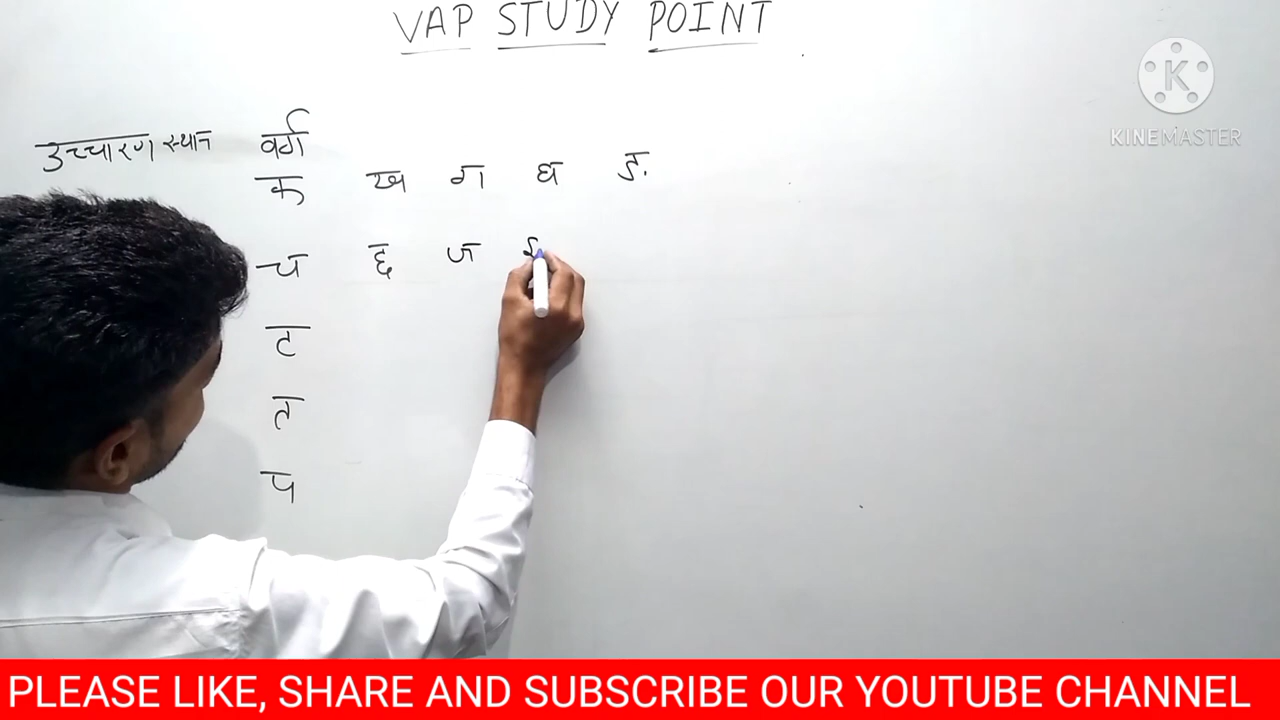 VAP STUDY POINT
KINEMASTER
उच्चारण स्थान वर्ग
क ख ग घ ङ
च छ ज
ट
त
प
PLEASE LIKE, SHARE AND SUBSCRIBE OUR YOUTUBE CHANNEL